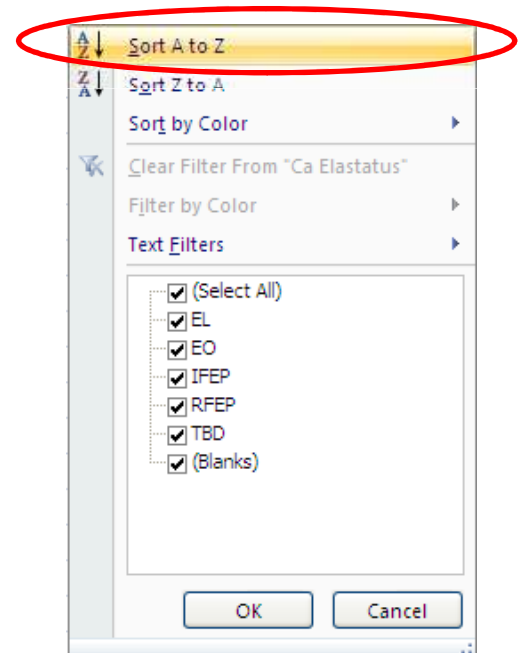 Sort A to Z
Sort Z to A
Sort by Color
Clear Filter From "Ca Elastatus"
Filter by Color
Text Filters
(Select All)
EL
EO
IFEP
RFEP
TBD
(Blanks)
OK Cancel